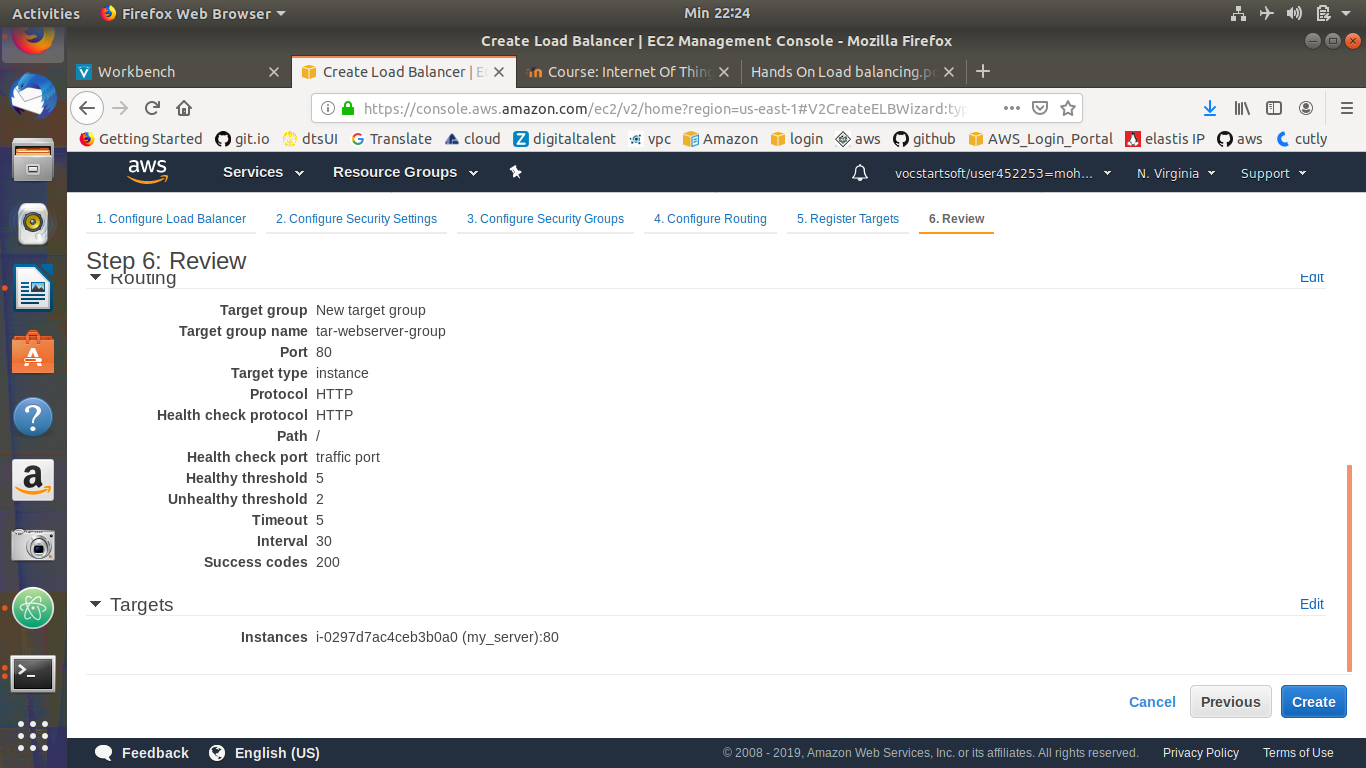 Activities Firefox Web Browser Min 22:24
Create Load Balancer | EC2 Management Console - Mozilla Firefox
Workbench Create Load Balancer | EC Course: Internet Of Thing Hands On Load balancing.p
https://console.aws.amazon.com/ec2/v2/home?region=us-east-1#V2CreateELBWizard:typ
Getting Started git.io dtsUI Translate cloud digitaltalent vpc Amazon login aws github AWS_Login_Portal elastis IP aws cutly
aws Services Resource Groups vocstartsoft/user452253=moh... N. Virginia Support
1. Configure Load Balancer 2. Configure Security Settings 3. Configure Security Groups 4. Configure Routing 5. Register Targets 6. Review
Step 6: Review
Routing Edit
Target group New target group
Target group name tar-webserver-group
Port 80
Target type instance
Protocol HTTP
Health check protocol HTTP
Path /
Health check port traffic port
Healthy threshold 5
Unhealthy threshold 2
Timeout 5
Interval 30
Success codes 200
Targets Edit
Instances i-0297d7ac4ceb3b0a0 (my_server):80
Cancel Previous Create
Feedback English (US) © 2008 - 2019, Amazon Web Services, Inc. or its affiliates. All rights reserved. Privacy Policy Terms of Use